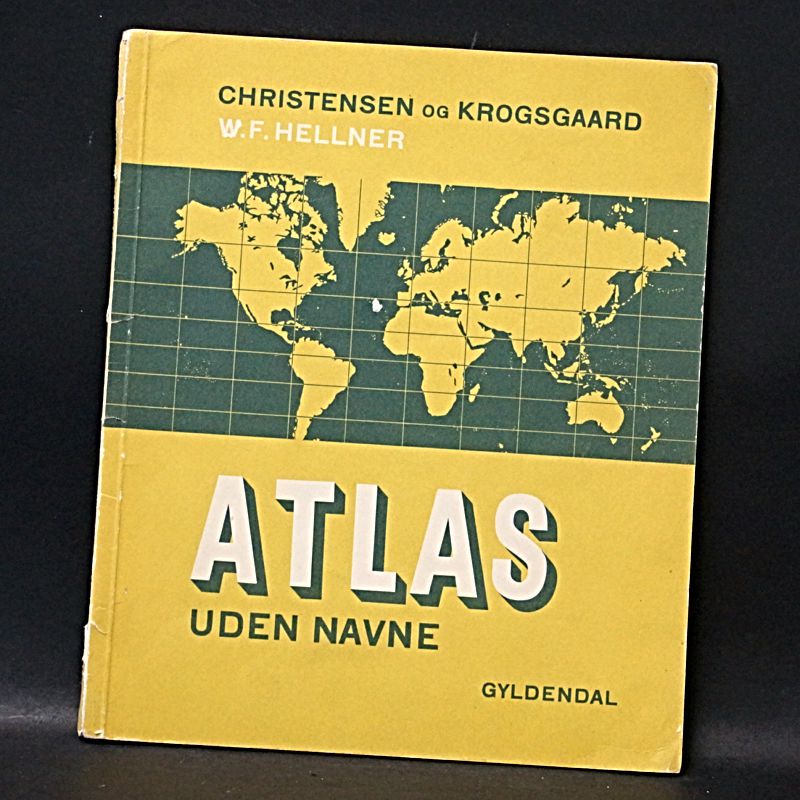 CHRISTENSEN OG KROGSGAARD
W.F. HELLNER
ATLAS
UDEN NAVNE
GYLDENDAL